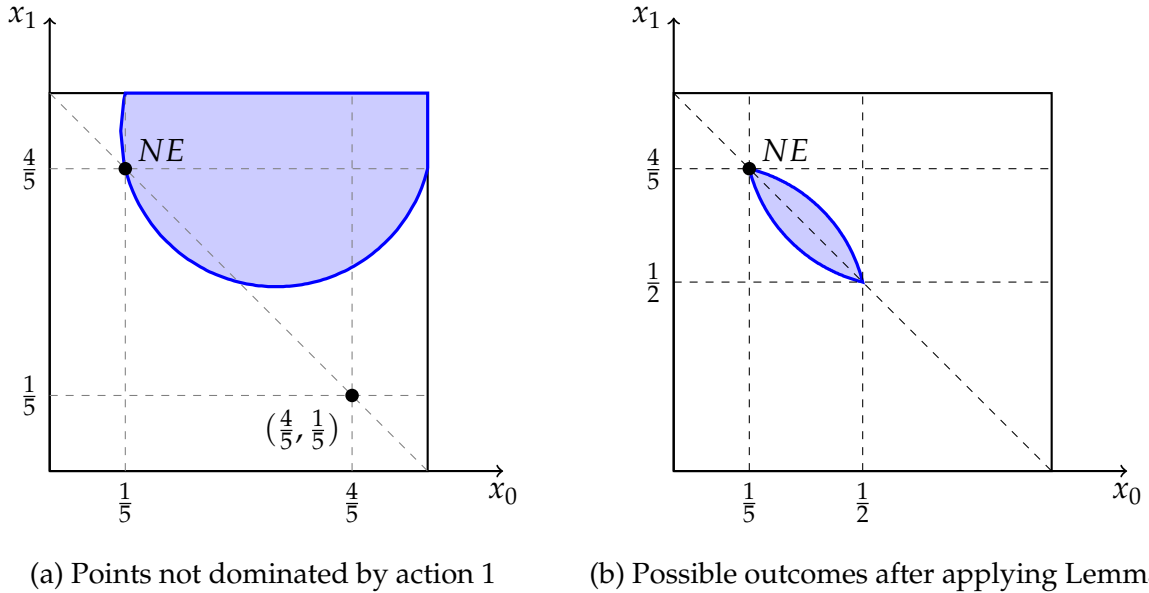 x₁
4/5
NE
1/5
(4/5, 1/5)
1/5
4/5
x₀
(a) Points not dominated by action 1
x₁
4/5
NE
1/2
1/5
1/2
x₀
(b) Possible outcomes after applying Lemm